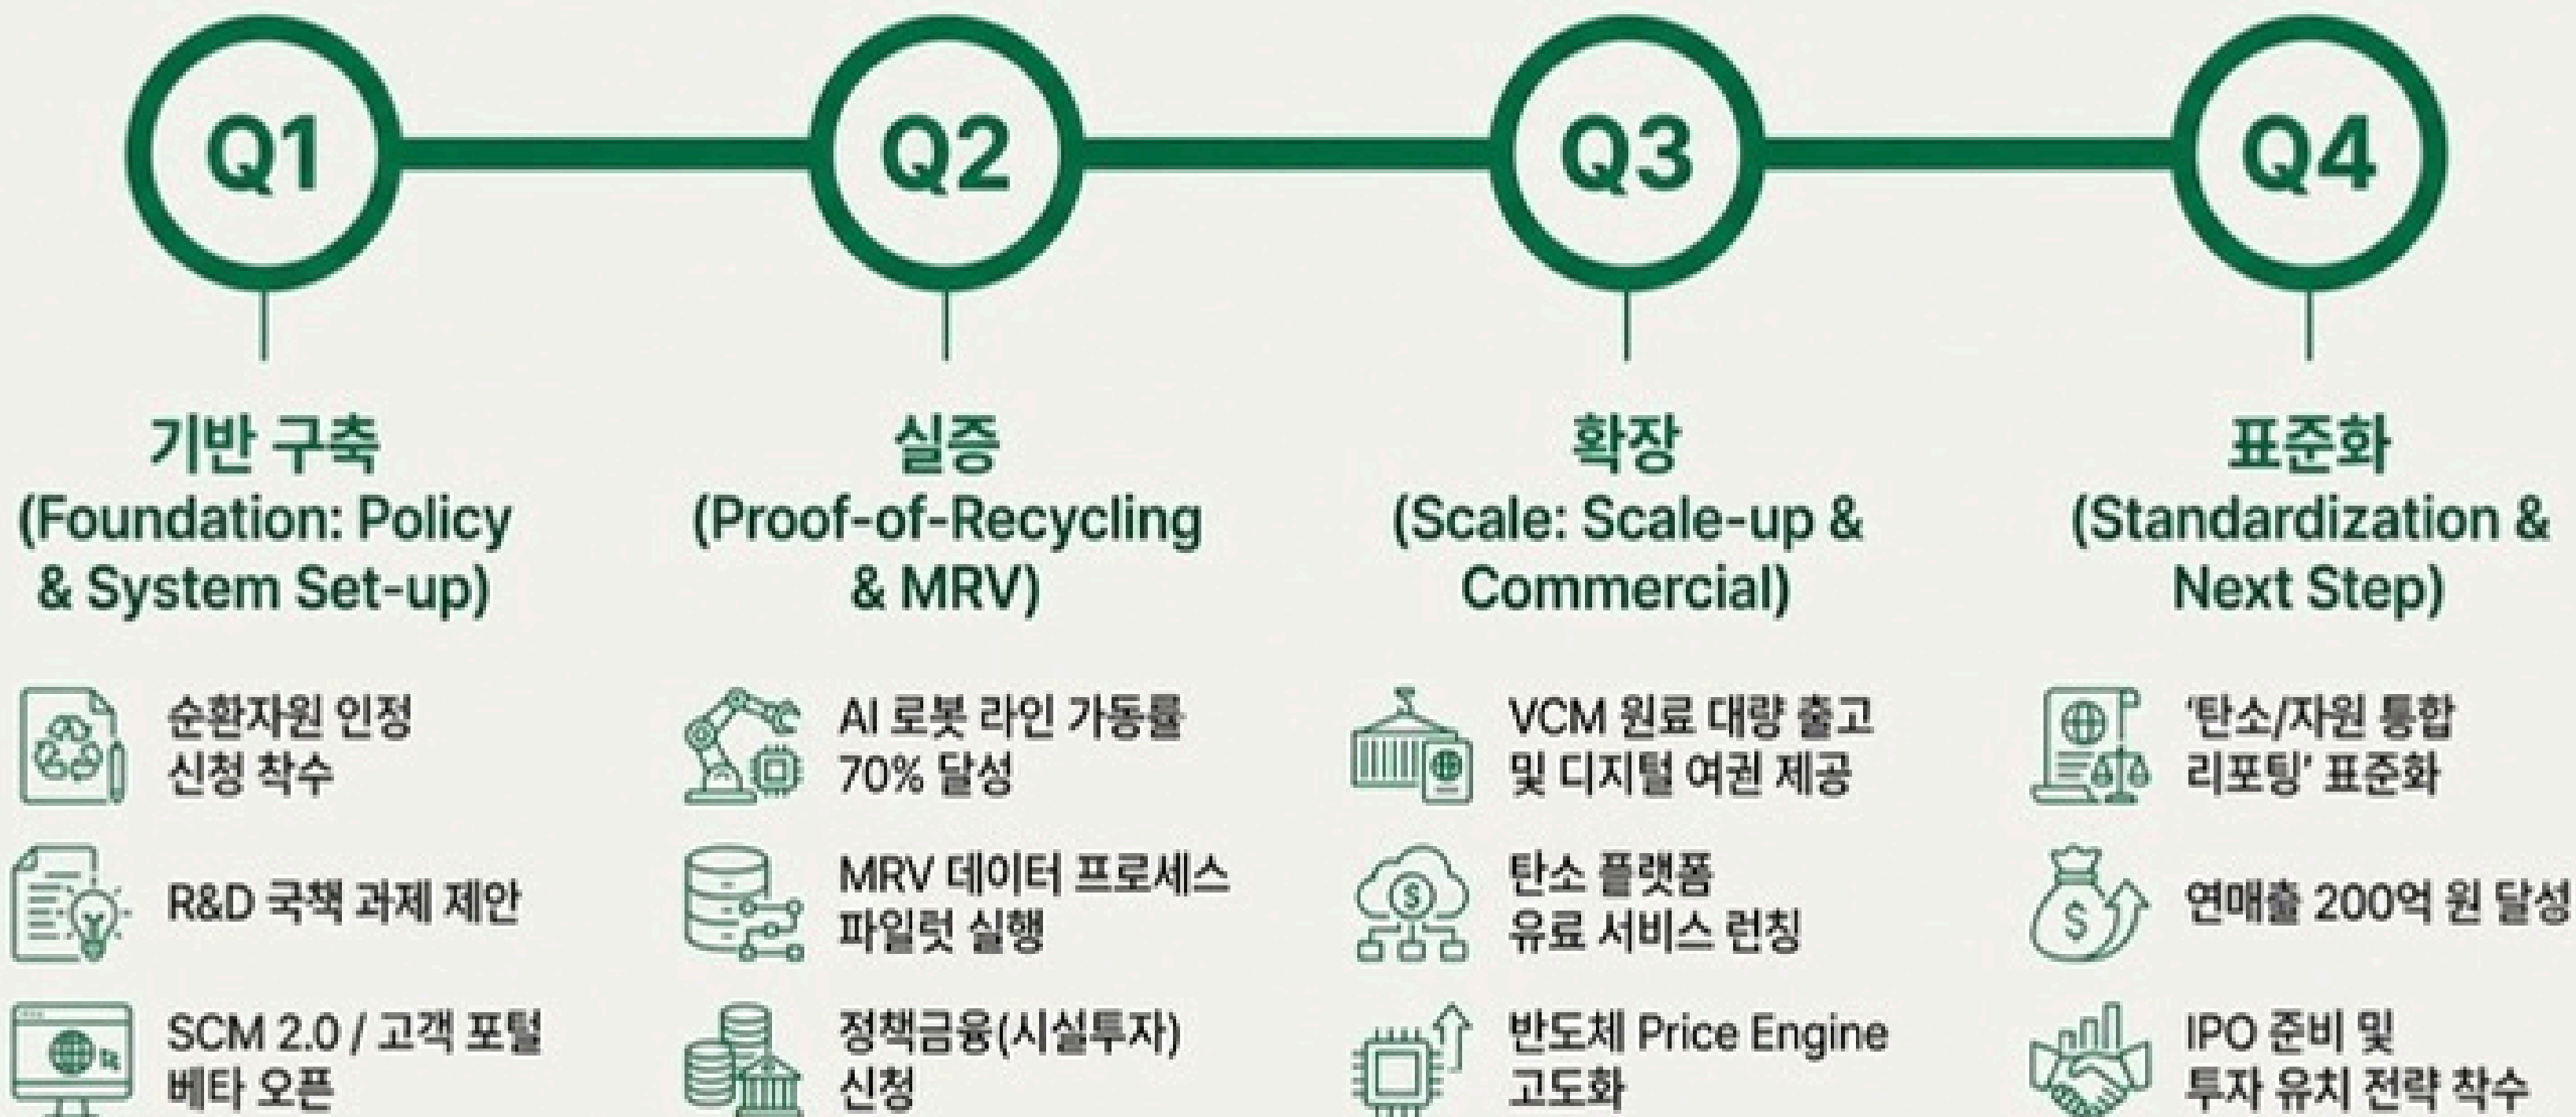 Q1
Q2
Q3
Q4
기반 구축
(Foundation: Policy
& System Set-up)
순환자원 인정
신청 착수
R&D 국책 과제 제안
SCM 2.0 / 고객 포털
베타 오픈
실증
(Proof-of-Recycling
& MRV)
AI 로봇 라인 가동률
70% 달성
MRV 데이터 프로세스
파일럿 실행
정책금융(시설투자)
신청
확장
(Scale: Scale-up &
Commercial)
VCM 원료 대량 출고
및 디지털 여권 제공
탄소 플랫폼
유료 서비스 런칭
반도체 Price Engine
고도화
표준화
(Standardization &
Next Step)
'탄소/자원 통합
리포팅' 표준화
연매출 200억 원 달성
IPO 준비 및
투자 유치 전략 착수